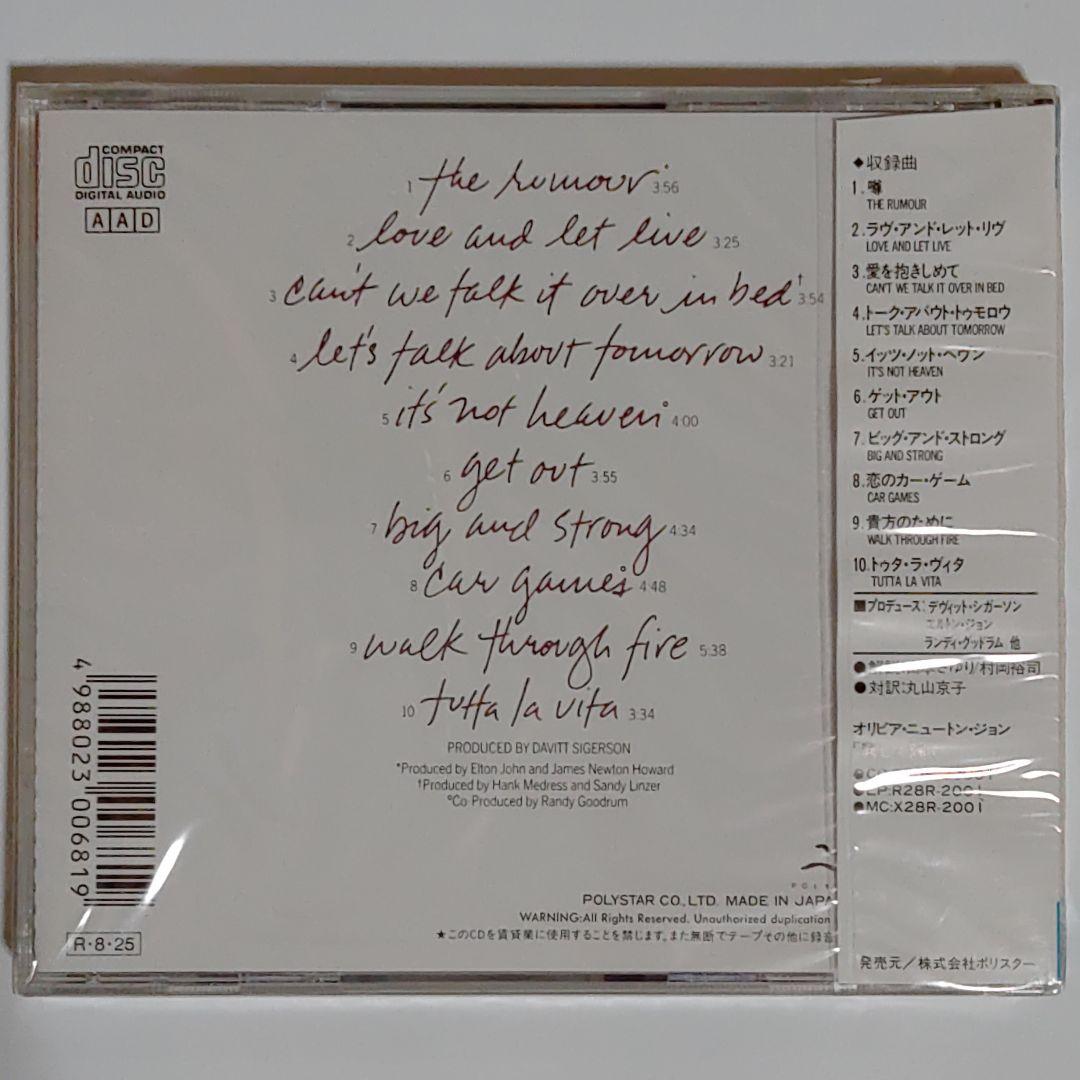 COMPACT
disc
DIGITAL AUDIO
AAD
1 the rumour* 3:56
2 love and let live 3:25
3 can't we talk it over in bed† 3:54
4 let's talk about tomorrow 3:21
5 it's not heaven° 4:00
6 get out 3:55
7 big and strong 4:34
8 car games° 4:48
9 walk through fire 5:38
10 tutta la vita 3:34
PRODUCED BY DAVITT SIGERSON
*Produced by Elton John and James Newton Howard
†Produced by Hank Medress and Sandy Linzer
°Co-Produced by Randy Goodrum
4 988023 006819
R·8·25
POLYSTAR CO.,LTD. MADE IN JAPA
WARNING:All Rights Reserved. Unauthorized duplication
★このCDを賃貸業に使用することを禁じます。また無断でテープその他に録音
◆収録曲
1.噂
THE RUMOUR
2.ラヴ・アンド・レット・リヴ
LOVE AND LET LIVE
3.愛を抱きしめて
CAN'T WE TALK IT OVER IN BED
4.トーク・アバウト・トゥモロウ
LET'S TALK ABOUT TOMORROW
5.イッツ・ノット・ヘヴン
IT'S NOT HEAVEN
6.ゲット・アウト
GET OUT
7.ビッグ・アンド・ストロング
BIG AND STRONG
8.恋のカー・ゲーム
CAR GAMES
9.貴方のために
WALK THROUGH FIRE
10.トゥタ・ラ・ヴィタ
TUTTA LA VITA
■プロデュース:デヴィット・シガーソン
エルトン・ジョン
ランディ・グッドラム 他
村岡裕司
●対訳:丸山京子
オリビア・ニュートン・ジョン
●LP:R28R-2001
●MC:X28R-2001
発売元/株式会社ポリスター